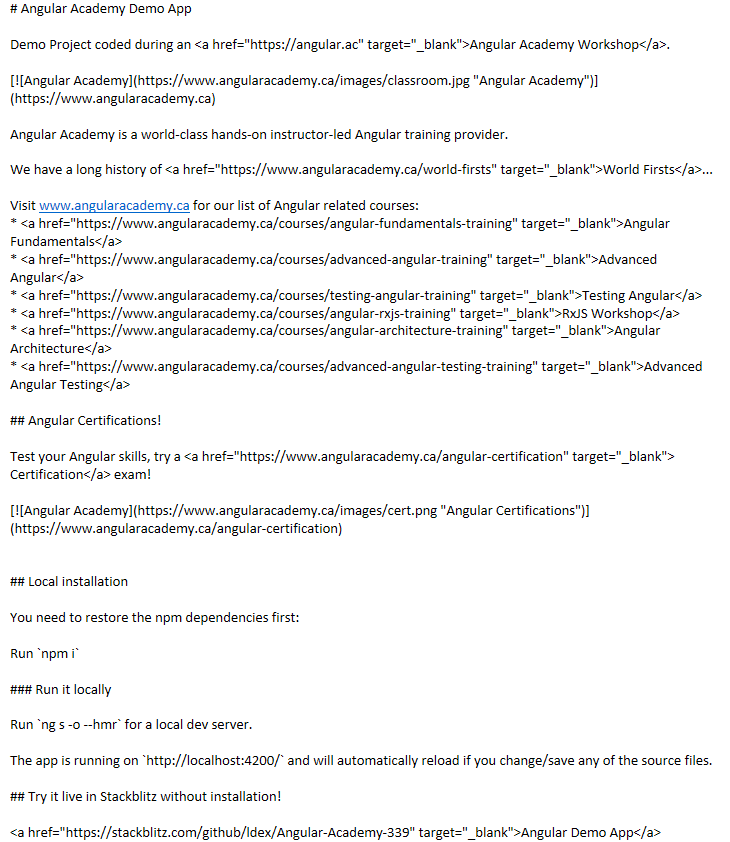 # Angular Academy Demo App
Demo Project coded during an <a href="https://angular.ac" target="_blank">Angular Academy Workshop</a>.
[![Angular Academy](https://www.angularacademy.ca/images/classroom.jpg "Angular Academy")]
(https://www.angularacademy.ca)
Angular Academy is a world-class hands-on instructor-led Angular training provider.
We have a long history of <a href="https://www.angularacademy.ca/world-firsts" target="_blank">World Firsts</a>...
Visit www.angularacademy.ca for our list of Angular related courses:
* <a href="https://www.angularacademy.ca/courses/angular-fundamentals-training" target="_blank">Angular
Fundamentals</a>
* <a href="https://www.angularacademy.ca/courses/advanced-angular-training" target="_blank">Advanced
Angular</a>
* <a href="https://www.angularacademy.ca/courses/testing-angular-training" target="_blank">Testing Angular</a>
* <a href="https://www.angularacademy.ca/courses/angular-rxjs-training" target="_blank">RxJS Workshop</a>
* <a href="https://www.angularacademy.ca/courses/angular-architecture-training" target="_blank">Angular
Architecture</a>
* <a href="https://www.angularacademy.ca/courses/advanced-angular-testing-training" target="_blank">Advanced
Angular Testing</a>
## Angular Certifications!
Test your Angular skills, try a <a href="https://www.angularacademy.ca/angular-certification" target="_blank">
Certification</a> exam!
[![Angular Academy](https://www.angularacademy.ca/images/cert.png "Angular Certifications")]
(https://www.angularacademy.ca/angular-certification)
## Local installation
You need to restore the npm dependencies first:
Run `npm i`
### Run it locally
Run `ng s -o --hmr` for a local dev server.
The app is running on `http://localhost:4200/` and will automatically reload if you change/save any of the source files.
## Try it live in Stackblitz without installation!
<a href="https://stackblitz.com/github/ldex/Angular-Academy-339" target="_blank">Angular Demo App</a>